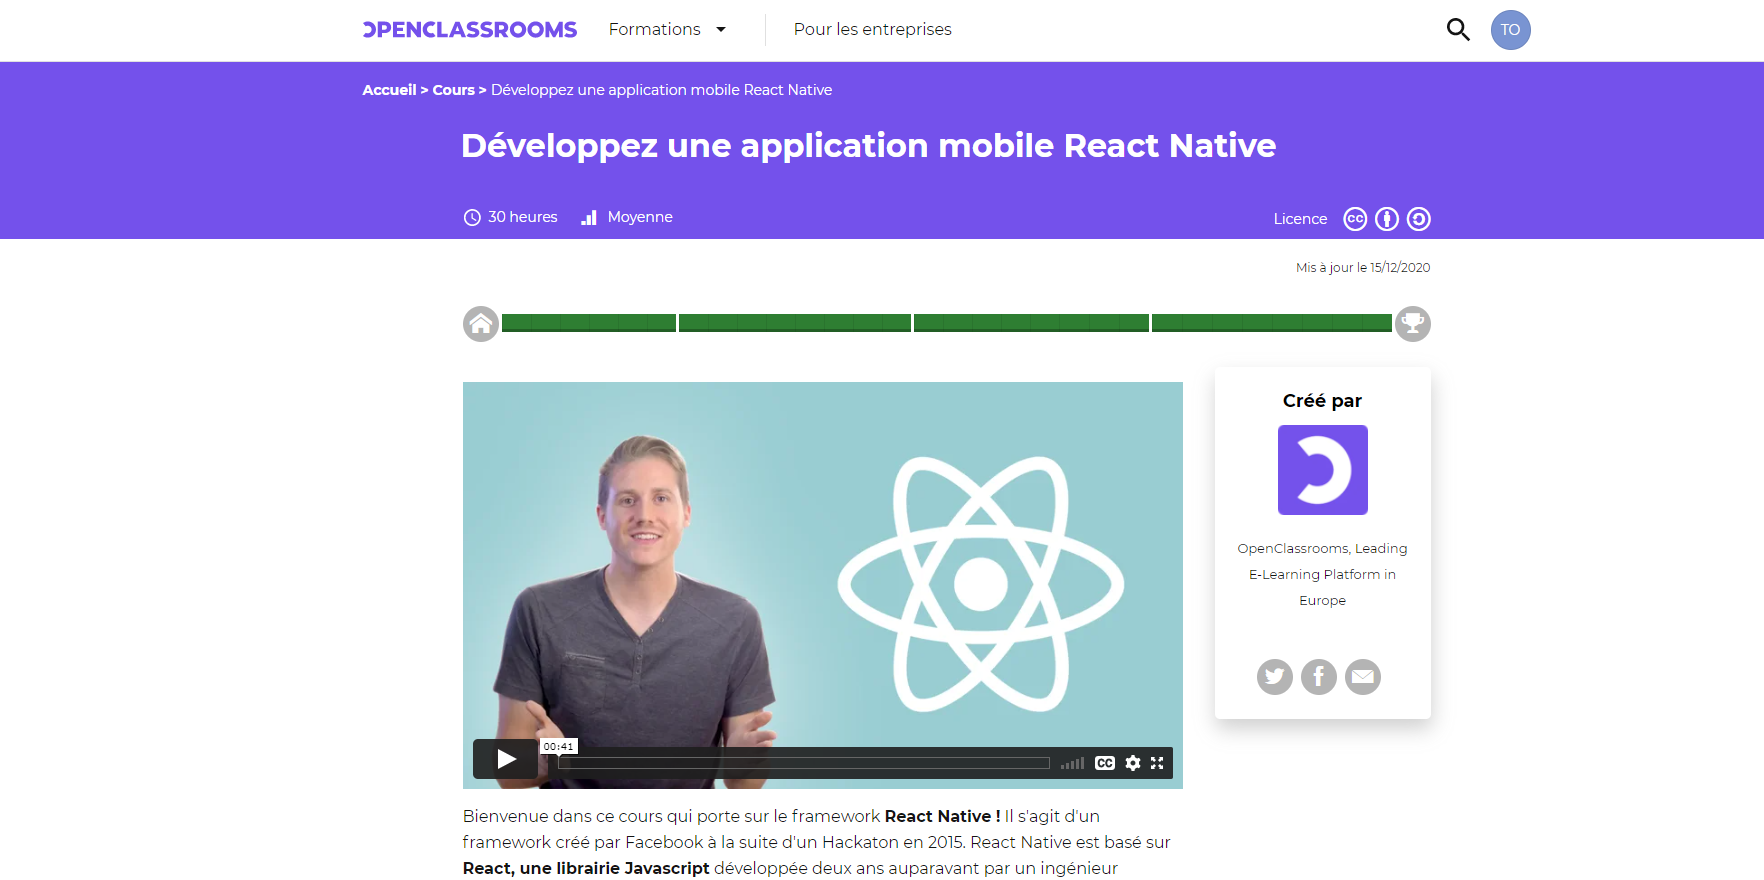 OPENCLASSROOMS Formations Pour les entreprises TO
Accueil > Cours > Développez une application mobile React Native
Développez une application mobile React Native
30 heures Moyenne Licence
Mis à jour le 15/12/2020
Créé par
OpenClassrooms, Leading
E-Learning Platform in
Europe
00:41
CC
Bienvenue dans ce cours qui porte sur le framework React Native ! Il s'agit d'un
framework créé par Facebook à la suite d'un Hackaton en 2015. React Native est basé sur
React, une librairie Javascript développée deux ans auparavant par un ingénieur